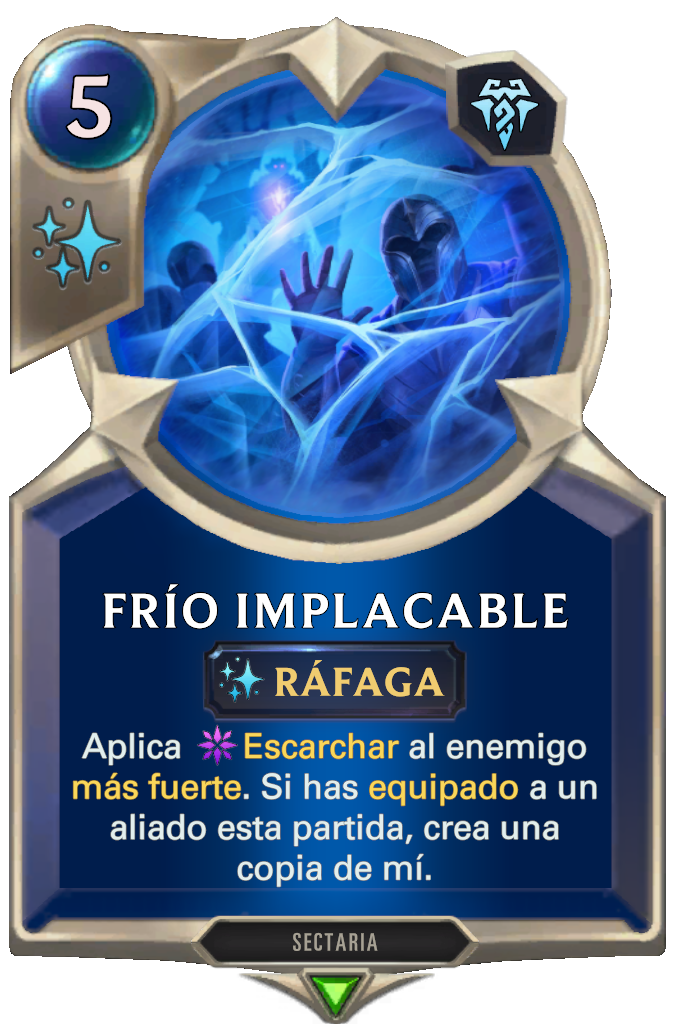 5
FRÍO IMPLACABLE
RÁFAGA
Aplica Escarchar al enemigo
más fuerte. Si has equipado a un
aliado esta partida, crea una
copia de mí.
SECTARIA